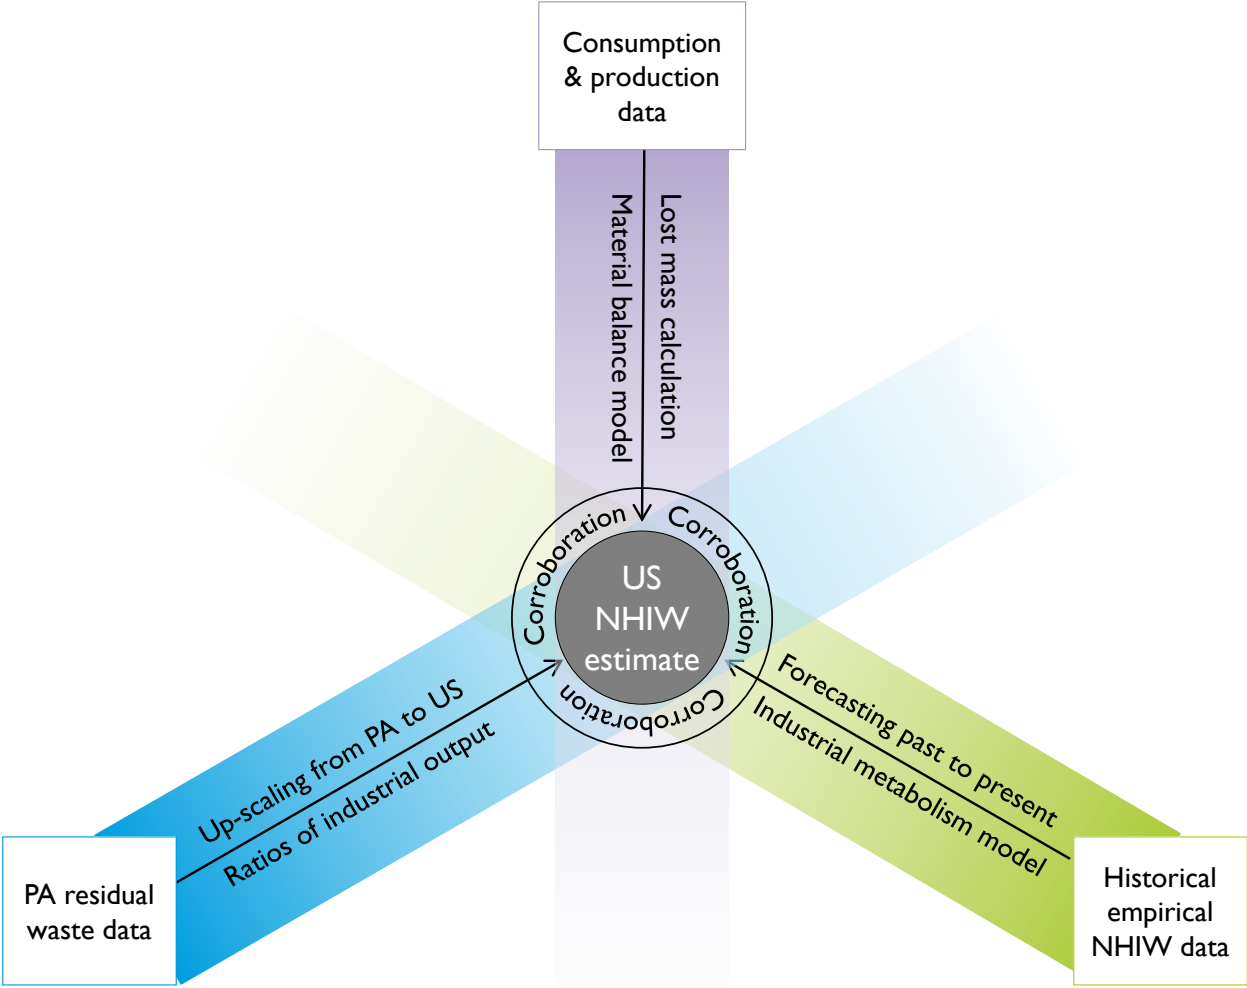 Consumption
& production
data
Lost mass calculation
Material balance model
Corroboration
Corroboration
Corroboration
US
NHIW
estimate
Up-scaling from PA to US
Ratios of industrial output
PA residual
waste data
Forecasting past to present
Industrial metabolism model
Historical
empirical
NHIW data